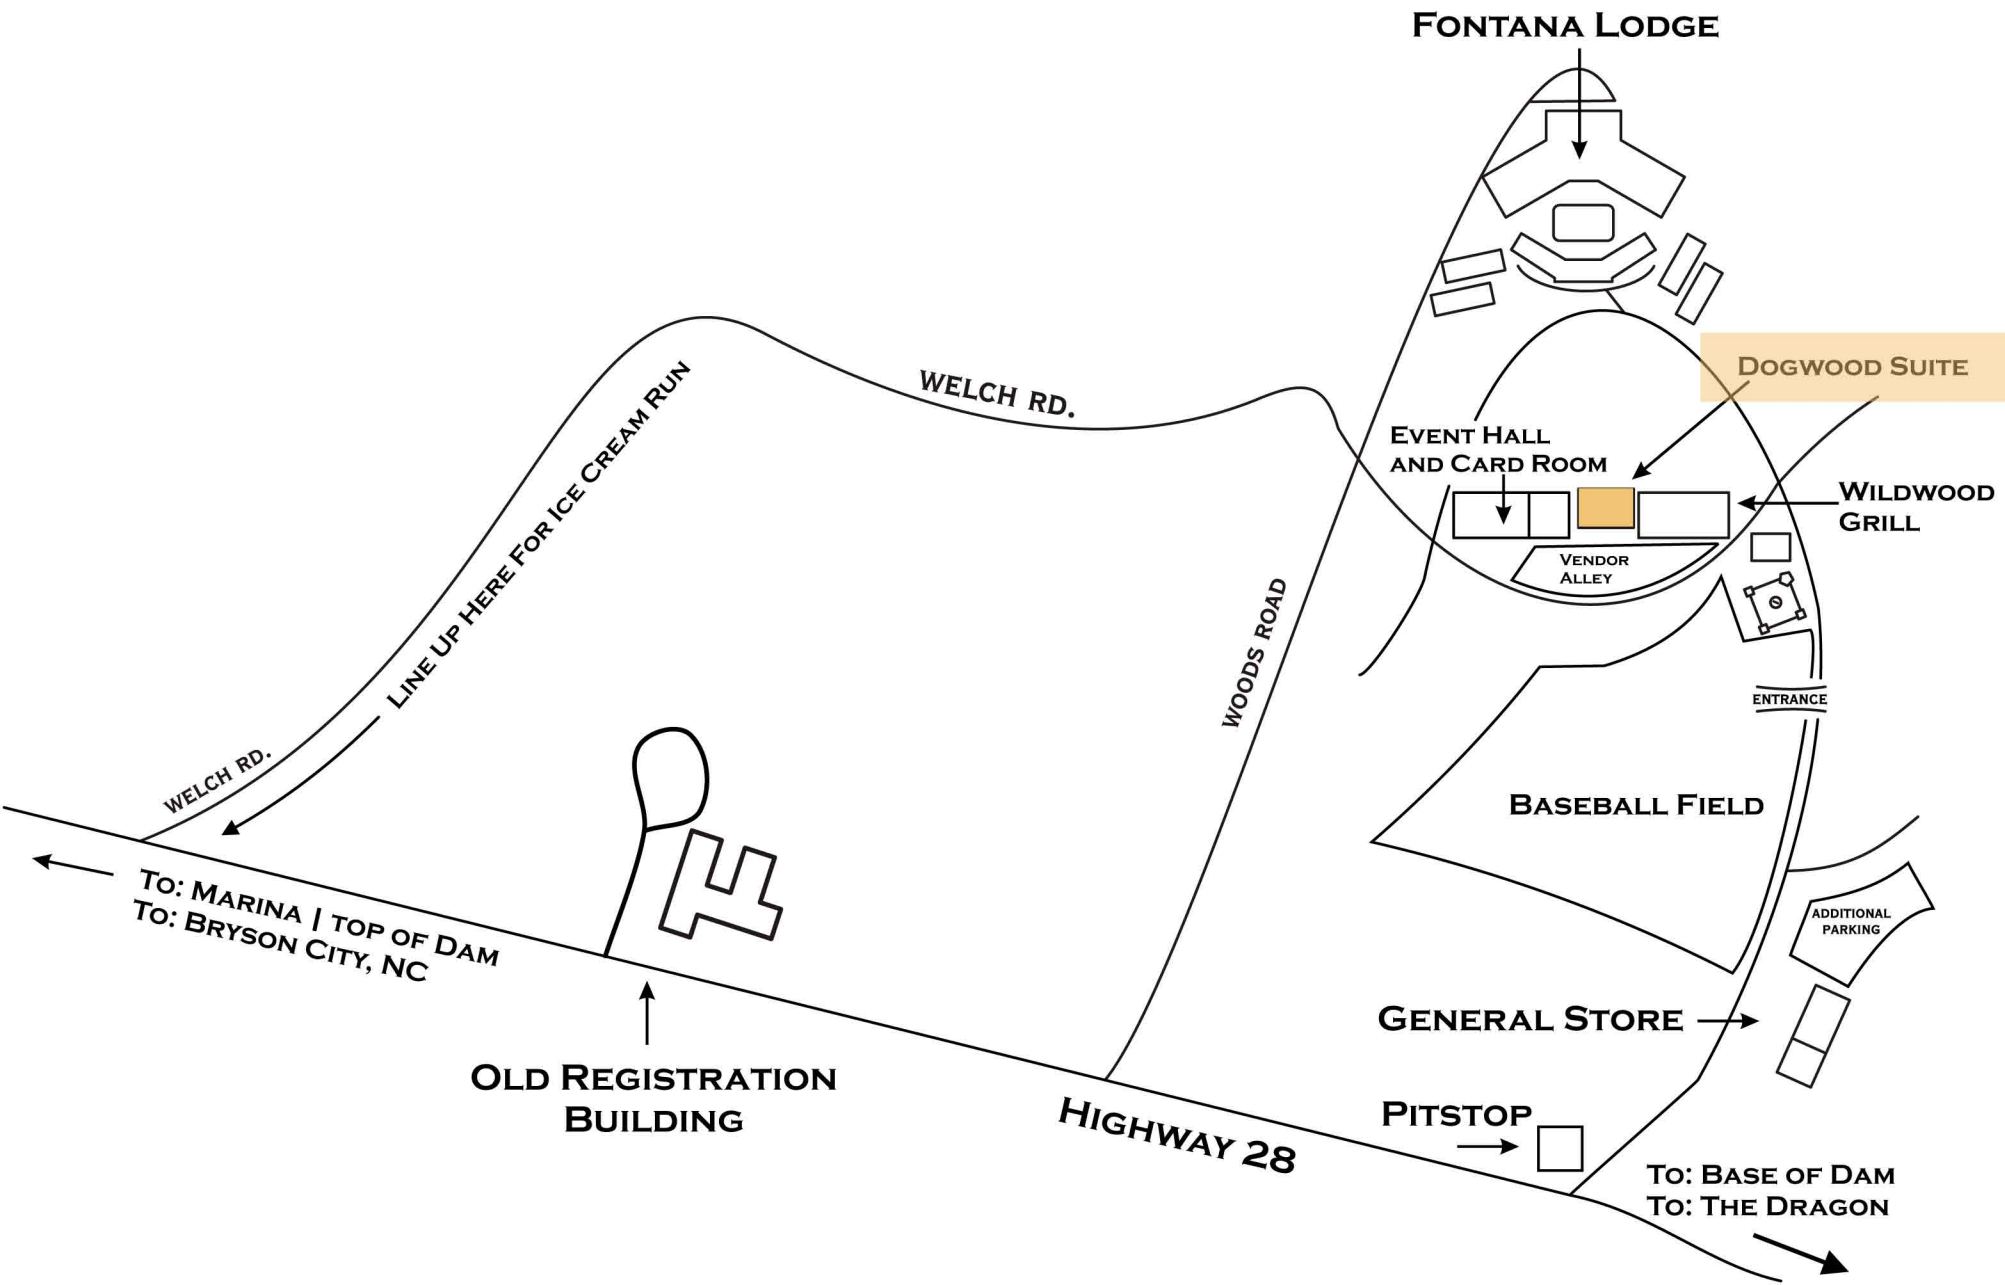 FONTANA LODGE
DOGWOOD SUITE
WELCH RD.
EVENT HALL
AND CARD ROOM
WILDWOOD
GRILL
VENDOR
ALLEY
LINE UP HERE FOR ICE CREAM RUN
WOODS ROAD
ENTRANCE
WELCH RD.
BASEBALL FIELD
TO: MARINA | TOP OF DAM
TO: BRYSON CITY, NC
ADDITIONAL
PARKING
GENERAL STORE
OLD REGISTRATION
BUILDING
HIGHWAY 28
PITSTOP
TO: BASE OF DAM
TO: THE DRAGON